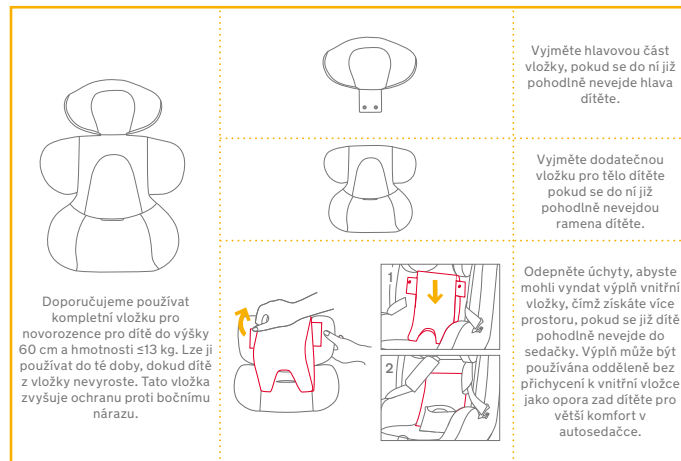 Vyjměte hlavovou část
vložky, pokud se do ní již
pohodlně nevejde hlava
dítěte.
Vyjměte dodatečnou
vložku pro tělo dítěte
pokud se do ní již
pohodlně nevejdou
ramena dítěte.
Doporučujeme používat
kompletní vložku pro
novorozence pro dítě do výšky
60 cm a hmotnosti ≤13 kg. Lze ji
používat do té doby, dokud dítě
z vložky nevyroste. Tato vložka
zvyšuje ochranu proti bočnímu
nárazu.
1
2
Odepněte úchyty, abyste
mohli vyndat výplň vnitřní
vložky, čímž získáte více
prostoru, pokud se již dítě
pohodlně nevejde do
sedačky. Výplň může být
používána odděleně bez
přichycení k vnitřní vložce
jako opora zad dítěte pro
větší komfort v
autosedačce.